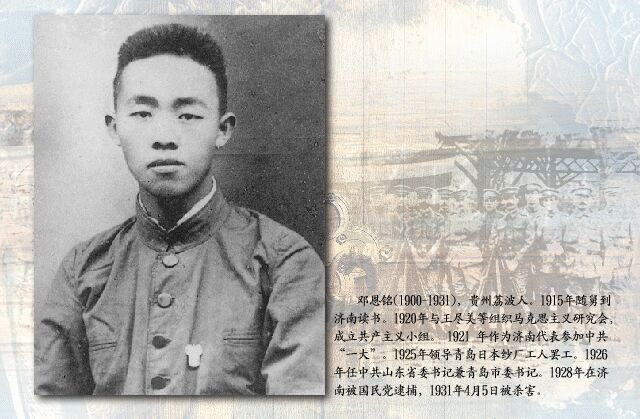 邓恩铭(1900-1931)，贵州荔波人。1915年随舅到
济南读书。1920年与王尽美等组织马克思主义研究会，
成立共产主义小组。1921 年作为济南代表参加中共
“一大”。1925年领导青岛日本纱厂工人罢工。1926
年任中共山东省委书记兼青岛市委书记。1928年在济
南被国民党逮捕，1931年4月5日被杀害。